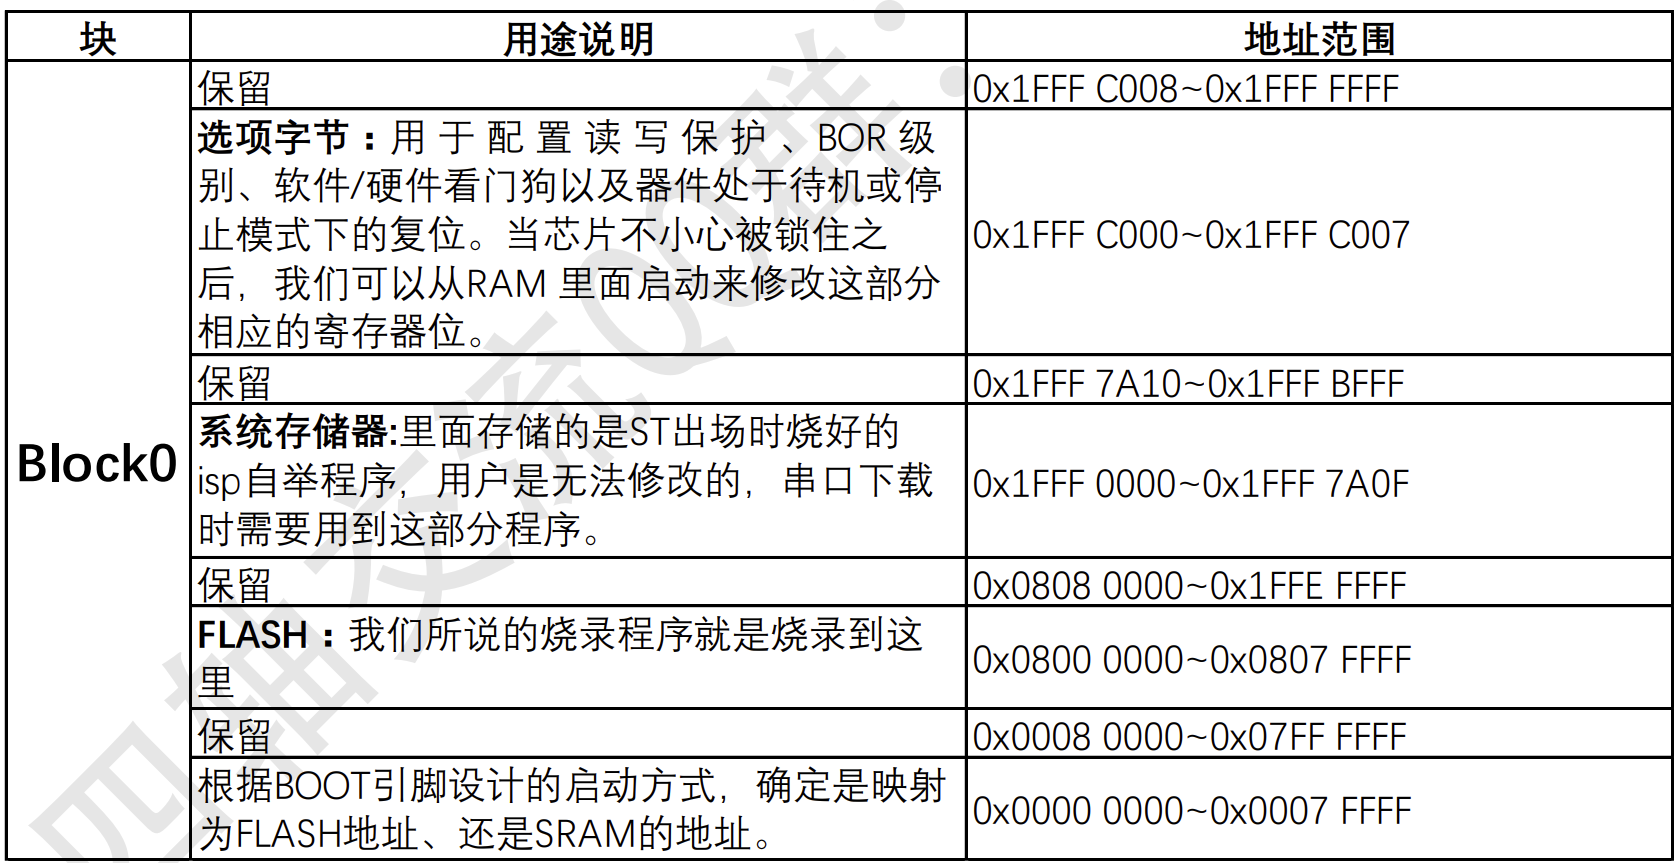 块 用途说明 地址范围
保留 0x1FFF C008~0x1FFF FFFF
选项字节：用于配置读写保护、BOR级
别、软件/硬件看门狗以及器件处于待机或停
止模式下的复位。当芯片不小心被锁住之
后，我们可以从RAM 里面启动来修改这部分
相应的寄存器位。
0x1FFF C000~0x1FFF C007
保留 0x1FFF 7A10~0x1FFF BFFF
Block0
系统存储器:里面存储的是ST出场时烧好的
isp自举程序，用户是无法修改的，串口下载
时需要用到这部分程序。
0x1FFF 0000~0x1FFF 7A0F
保留 0x0808 0000~0x1FFE FFFF
FLASH：我们所说的烧录程序就是烧录到这
里
0x0800 0000~0x0807 FFFF
保留 0x0008 0000~0x07FF FFFF
根据BOOT引脚设计的启动方式，确定是映射
为FLASH地址、还是SRAM的地址。
0x0000 0000~0x0007 FFFF
四轴交流QQ群：